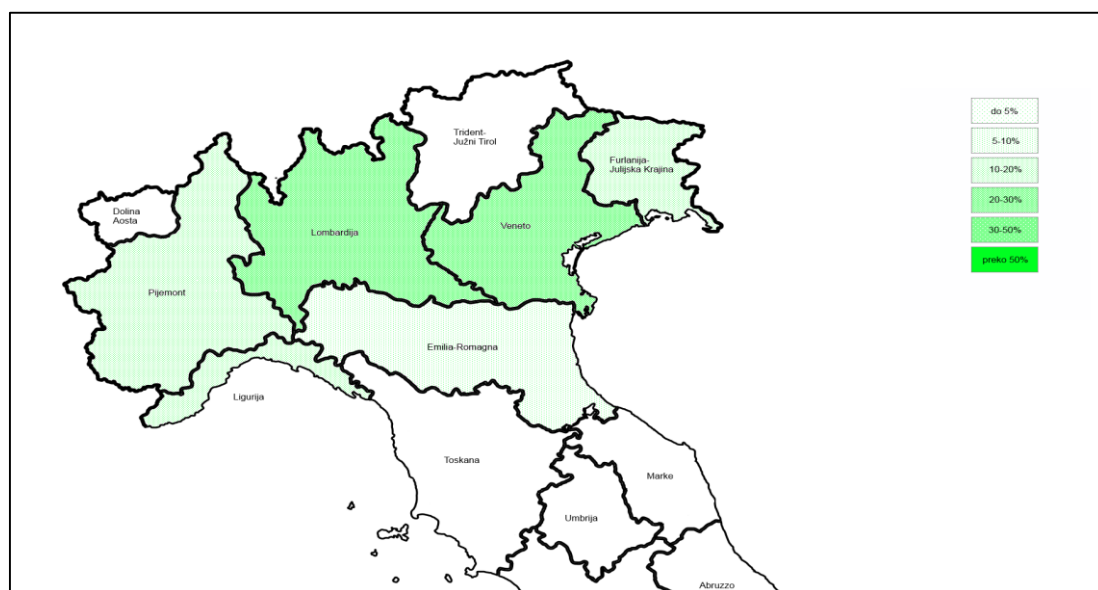 do 5%
5-10%
10-20%
20-30%
30-50%
preko 50%
Trident-
Južni Tirol
Furlanija-
Julijska Krajina
Dolina
Aosta
Lombardija
Veneto
Pijemont
Emilia-Romagna
Ligurija
Toskana
Marke
Umbrija
Abruzzo